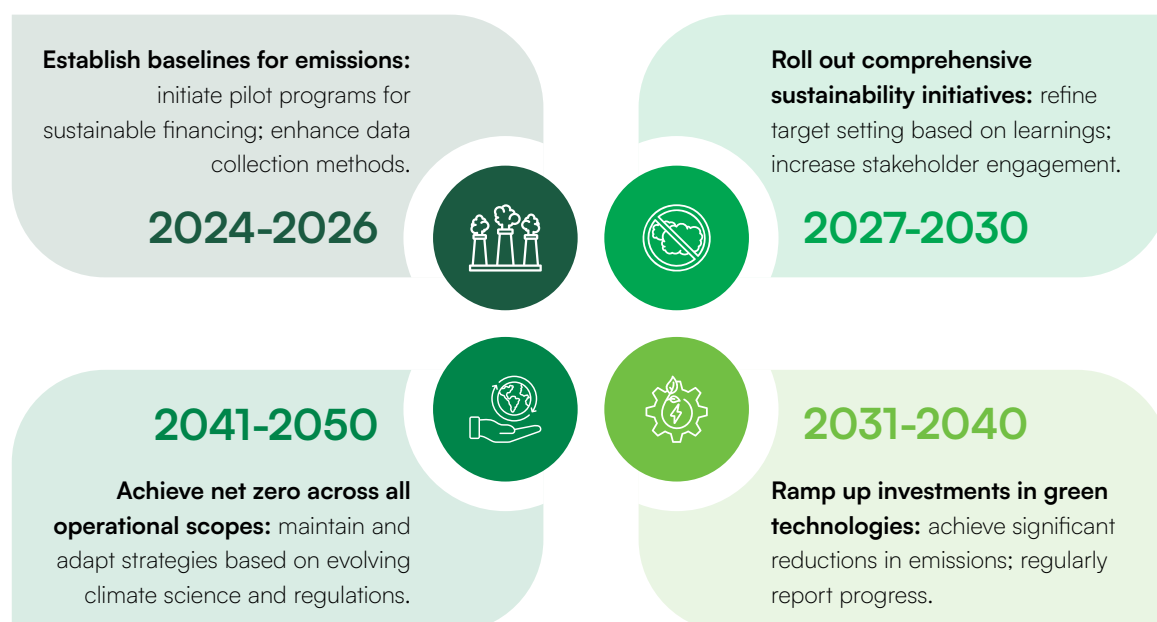 Establish baselines for emissions:
initiate pilot programs for
sustainable financing; enhance data
collection methods.
2024-2026
Roll out comprehensive
sustainability initiatives: refine
target setting based on learnings;
increase stakeholder engagement.
2027-2030
2031-2040
Ramp up investments in green
technologies: achieve significant
reductions in emissions; regularly
report progress.
2041-2050
Achieve net zero across all
operational scopes: maintain and
adapt strategies based on evolving
climate science and regulations.